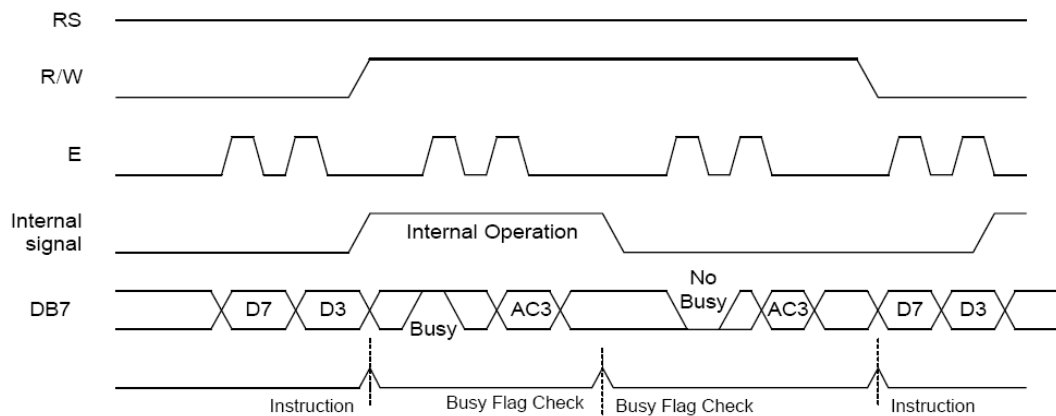 RS
R/W
E
Internal
signal
Internal Operation
DB7
D7
D3
Busy
AC3
No
Busy
AC3
D7
D3
Instruction
Busy Flag Check
Busy Flag Check
Instruction